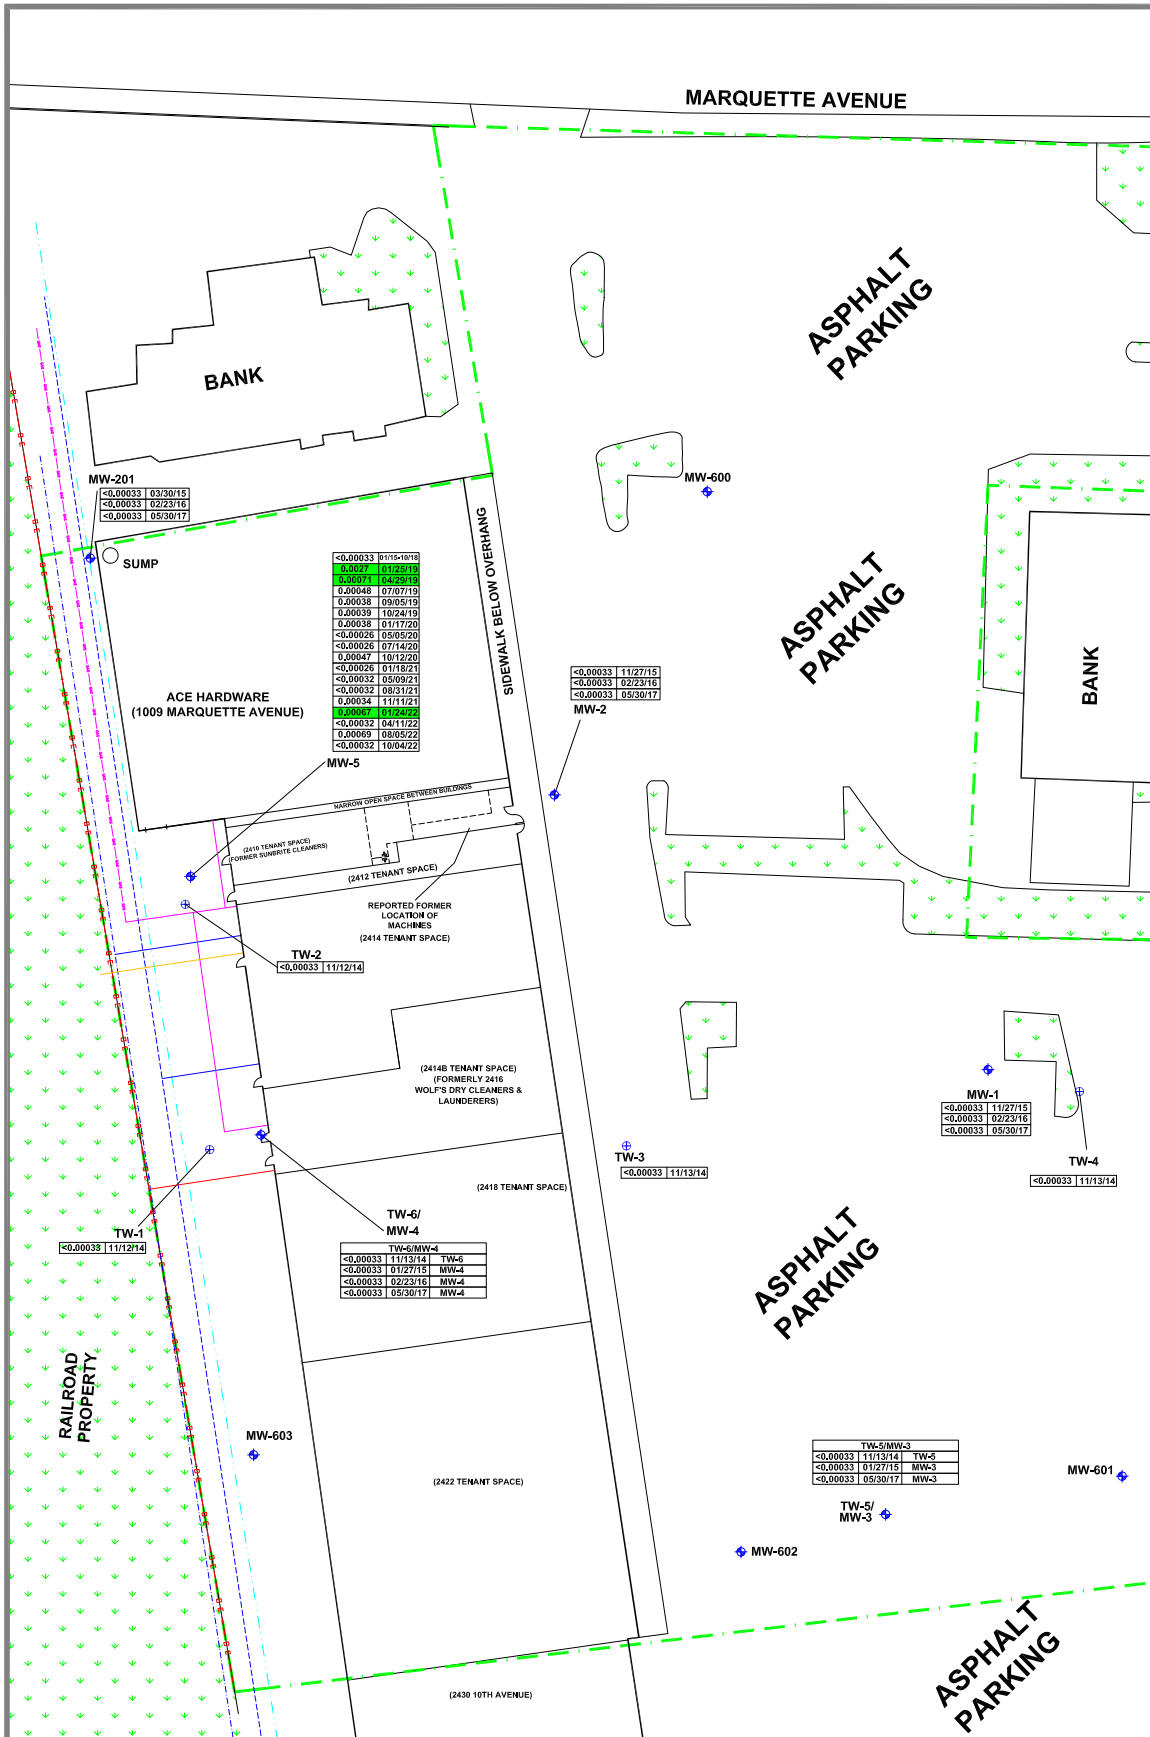 MARQUETTE AVENUE
ASPHALT
PARKING
BANK
MW-201
<0.00033 03/30/15
<0.00033 02/23/16
<0.00033 05/30/17
SUMP
MW-600
SIDEWALK BELOW OVERHANG
<0.00033 01/15-10/18
0.0027 01/25/19
0.00071 04/29/19
0.00048 07/07/19
0.00038 09/05/19
0.00039 10/24/19
0.00038 01/17/20
<0.00026 05/05/20
<0.00026 07/14/20
0.00047 10/12/20
<0.00026 01/18/21
<0.00032 05/09/21
<0.00032 08/31/21
0.00034 11/11/21
0.00067 01/24/22
<0.00032 04/11/22
0.00069 08/05/22
<0.00032 10/04/22
MW-5
ACE HARDWARE
(1009 MARQUETTE AVENUE)
ASPHALT
PARKING
BANK
<0.00033 11/27/15
<0.00033 02/23/16
<0.00033 05/30/17
MW-2
NARROW OPEN SPACE BETWEEN BUILDINGS
(2410 TENANT SPACE)
(FORMER SUNBRITE CLEANERS)
(2412 TENANT SPACE)
REPORTED FORMER
LOCATION OF
MACHINES
(2414 TENANT SPACE)
TW-2
<0.00033 11/12/14
(2414B TENANT SPACE)
(FORMERLY 2416
WOLF'S DRY CLEANERS &
LAUNDERERS)
MW-1
<0.00033 11/27/15
<0.00033 02/23/16
<0.00033 05/30/17
TW-3
<0.00033 11/13/14
TW-4
<0.00033 11/13/14
(2418 TENANT SPACE)
TW-1
<0.00033 11/12/14
TW-6/
MW-4
TW-6/MW-4
<0.00033 11/13/14 TW-6
<0.00033 01/27/15 MW-4
<0.00033 02/23/16 MW-4
<0.00033 05/30/17 MW-4
ASPHALT
PARKING
RAILROAD
PROPERTY
MW-603
(2422 TENANT SPACE)
TW-5/MW-3
<0.00033 11/13/14 TW-5
<0.00033 01/27/15 MW-3
<0.00033 05/30/17 MW-3
TW-5/
MW-3
MW-601
MW-602
ASPHALT
PARKING
(2430 10TH AVENUE)